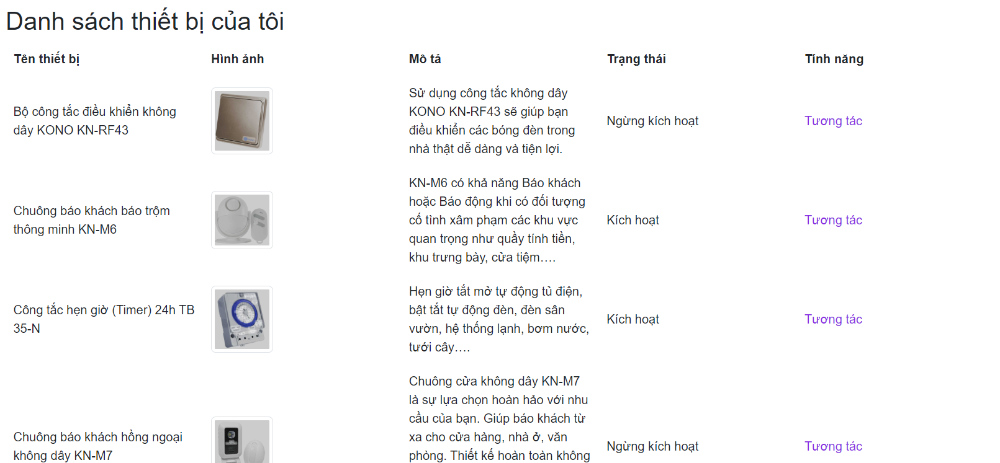 Danh sách thiết bị của tôi
Tên thiết bị
Hình ảnh
Mô tả
Trạng thái
Tính năng
Bộ công tắc điều khiển không
dây KONO KN-RF43
Sử dụng công tắc không dây
KONO KN-RF43 sẽ giúp bạn
điều khiển các bóng đèn trong
nhà thật dễ dàng và tiện lợi.
Ngừng kích hoạt
Tương tác
Chuông báo khách báo trộm
thông minh KN-M6
KN-M6 có khả năng Báo khách
hoặc Báo động khi có đối tượng
cố tình xâm phạm các khu vực
quan trọng như quầy tính tiền,
khu trưng bày, cửa tiệm….
Kích hoạt
Tương tác
Công tắc hẹn giờ (Timer) 24h TB
35-N
Hẹn giờ tắt mở tự động tủ điện,
bật tắt tự động đèn, đèn sân
vườn, hệ thống lạnh, bơm nước,
tưới cây….
Kích hoạt
Tương tác
Chuông báo khách hồng ngoại
không dây KN-M7
Chuông cửa không dây KN-M7
là sự lựa chọn hoàn hảo với nhu
cầu của bạn. Giúp báo khách từ
xa cho cửa hàng, nhà ở, văn
phòng. Thiết kế hoàn toàn không
Ngừng kích hoạt
Tương tác